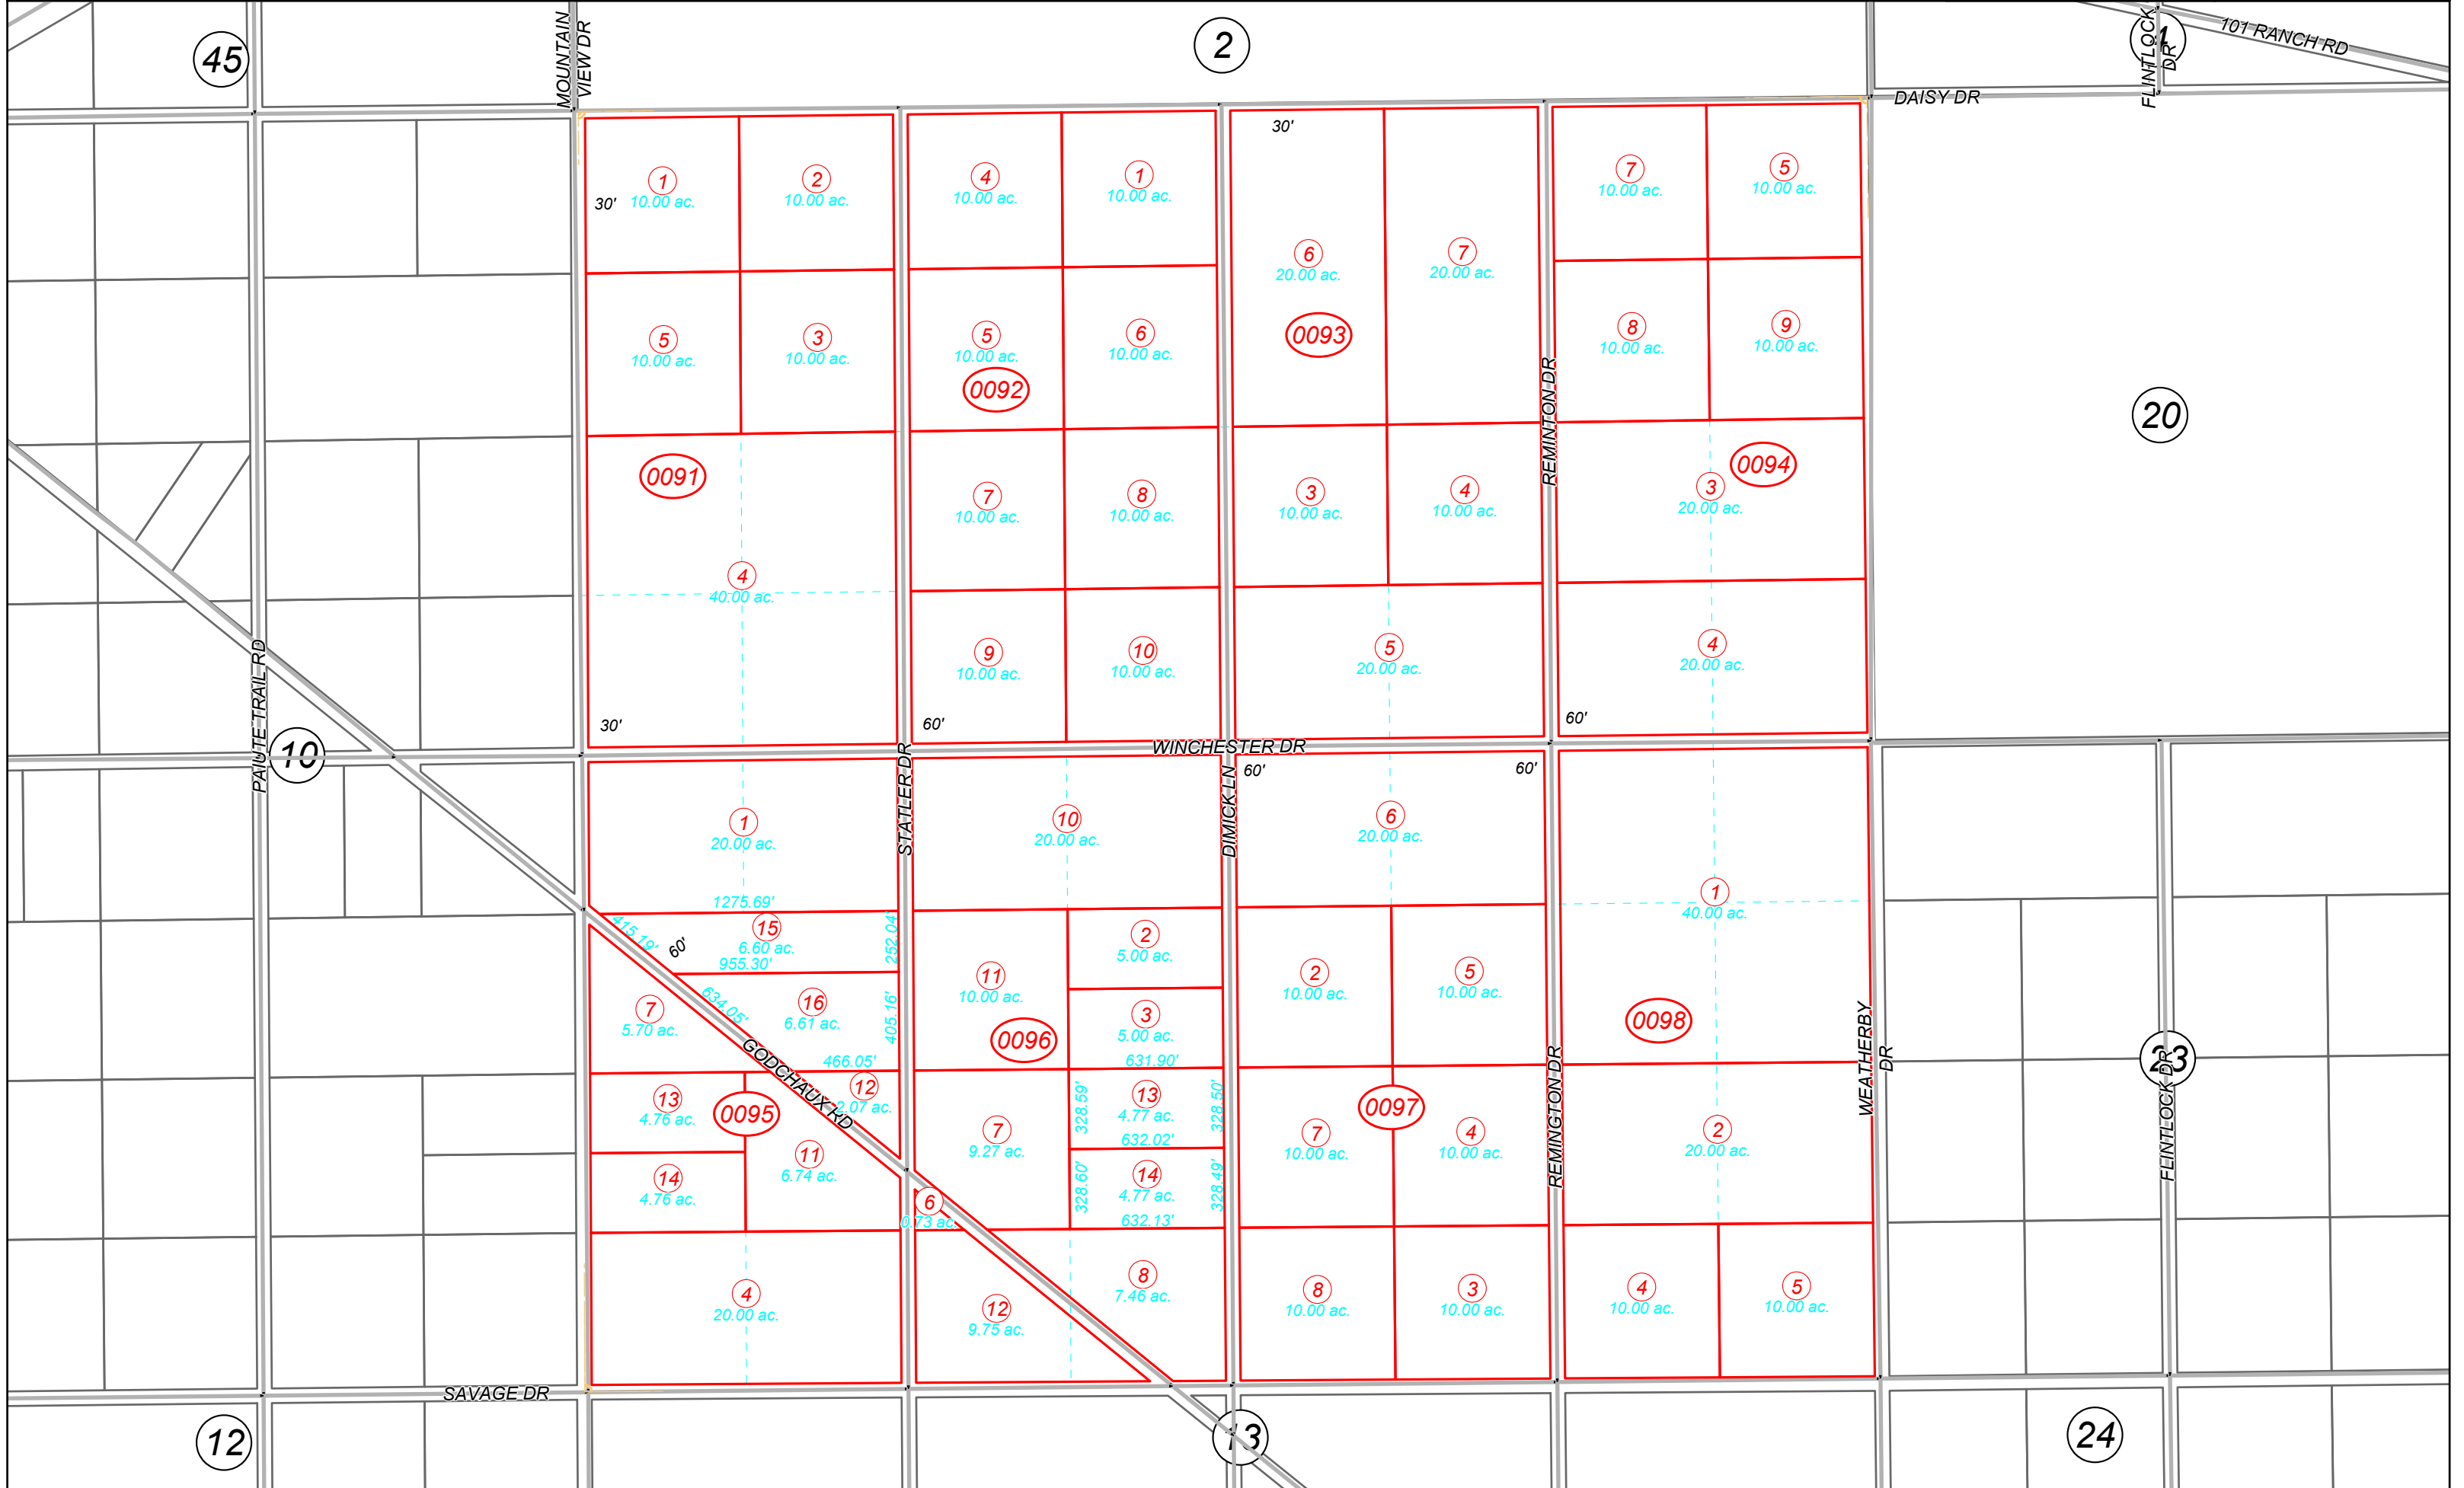 45
MOUNTAIN
VIEW DR
2
4
FLINTLOCK
DR
101 RANCH RD
DAISY DR
1
10.00 ac.
30'
2
10.00 ac.
4
10.00 ac.
1
10.00 ac.
30'
6
20.00 ac.
7
20.00 ac.
7
10.00 ac.
5
10.00 ac.
5
10.00 ac.
3
10.00 ac.
5
10.00 ac.
0092
6
10.00 ac.
0093
8
10.00 ac.
9
10.00 ac.
REMINTON DR
20
0091
7
10.00 ac.
8
10.00 ac.
3
10.00 ac.
4
10.00 ac.
0094
3
20.00 ac.
4
40.00 ac.
9
10.00 ac.
10
10.00 ac.
5
20.00 ac.
4
20.00 ac.
PAIUTE TRAIL RD
10
30'
60'
60'
WINCHESTER DR
60'
60'
STATLER DR
DIMICK LN
1
20.00 ac.
10
20.00 ac.
6
20.00 ac.
1
40.00 ac.
1275.69'
415.19'
60'
15
6.60 ac.
955.30'
252.04'
2
5.00 ac.
11
10.00 ac.
2
10.00 ac.
5
10.00 ac.
7
5.70 ac.
634.05'
16
6.61 ac.
405.16'
466.05'
0096
3
5.00 ac.
631.90'
0098
WEATHERBY
DR
23
FLINTLOCK DR
GODCHAUX RD
13
4.76 ac.
0095
12
2.07 ac.
328.59'
13
4.77 ac.
632.02'
328.50'
0097
REMINGTON DR
7
9.27 ac.
7
10.00 ac.
4
10.00 ac.
2
20.00 ac.
14
4.76 ac.
11
6.74 ac.
6
0.73 ac.
328.60'
14
4.77 ac.
632.13'
328.49'
4
20.00 ac.
12
9.75 ac.
8
7.46 ac.
8
10.00 ac.
3
10.00 ac.
4
10.00 ac.
5
10.00 ac.
SAVAGE DR
12
13
24